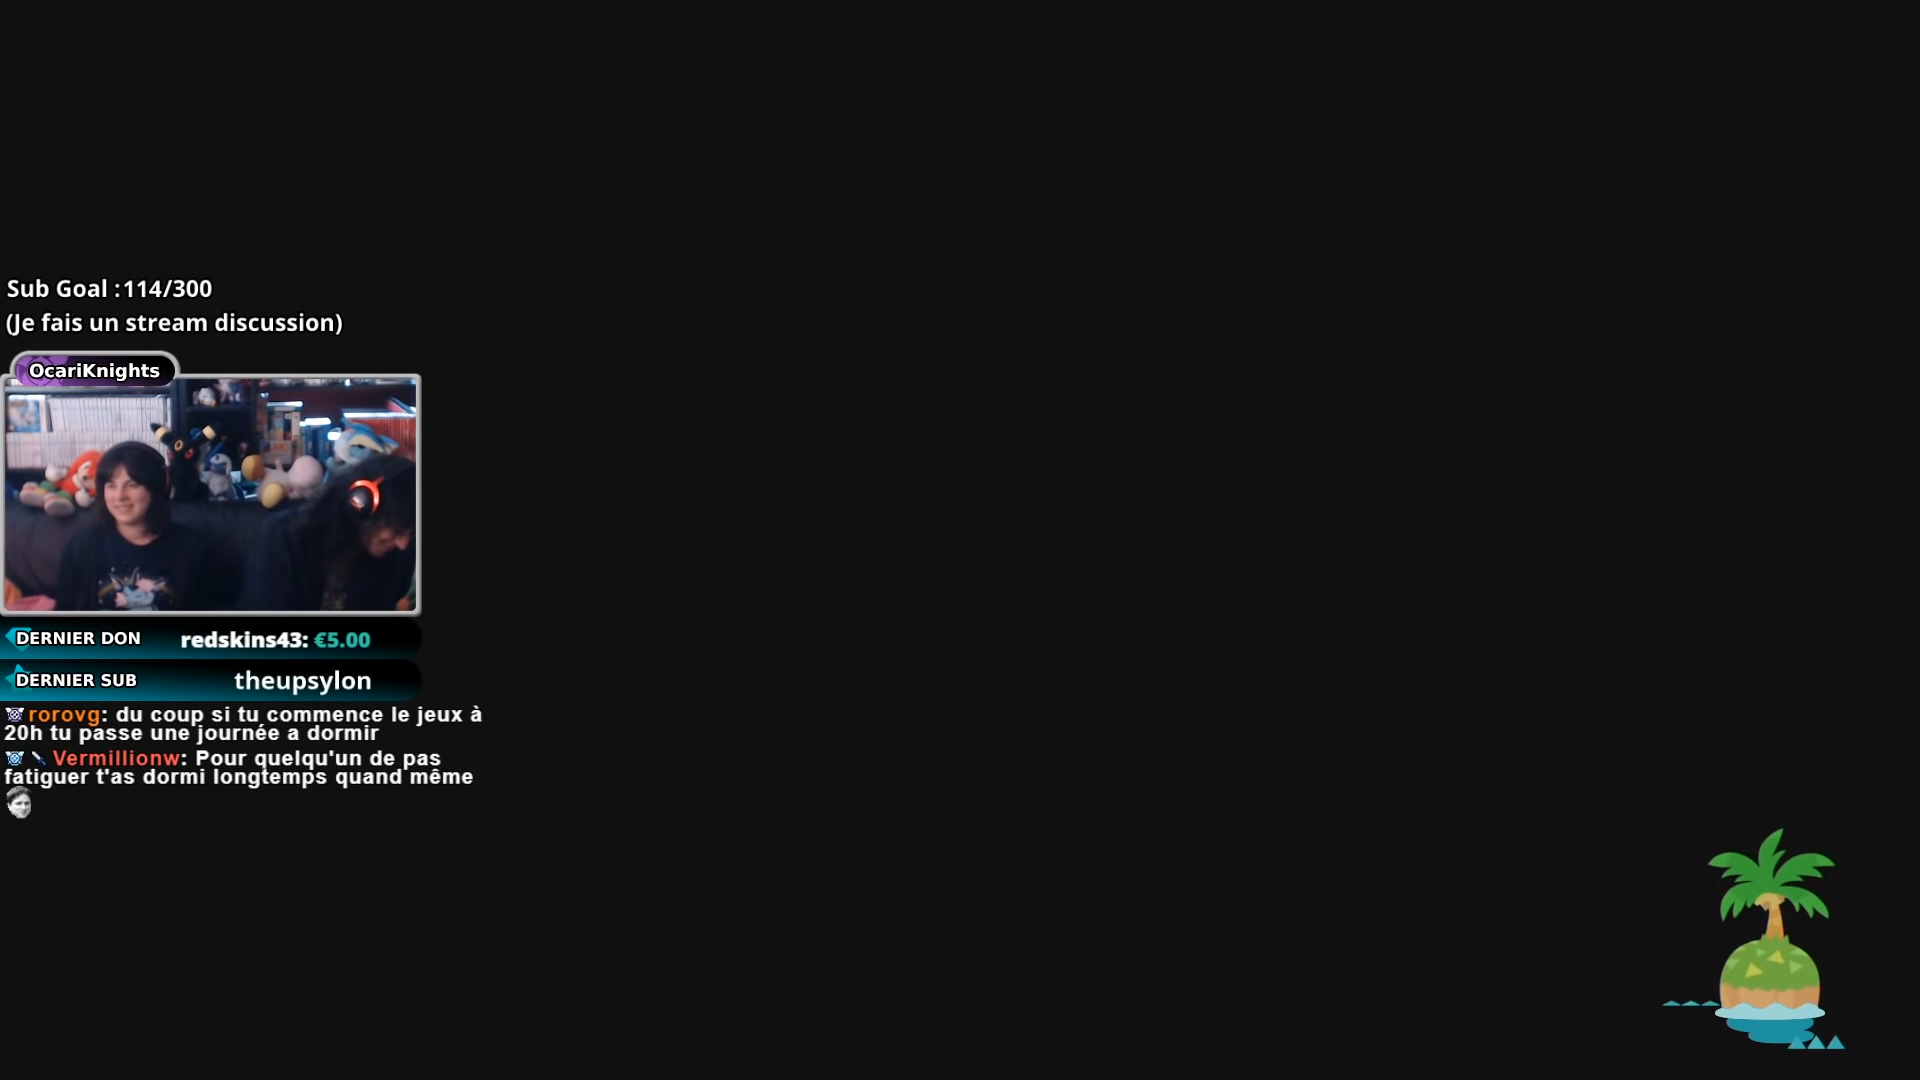 Sub Goal :114/300
(Je fais un stream discussion)
OcariKnights
DERNIER DON redskins43: €5.00
DERNIER SUB theupsylon
rorovg: du coup si tu commence le jeux à
20h tu passe une journée a dormir
Vermillionw: Pour quelqu'un de pas
fatiguer t'as dormi longtemps quand même